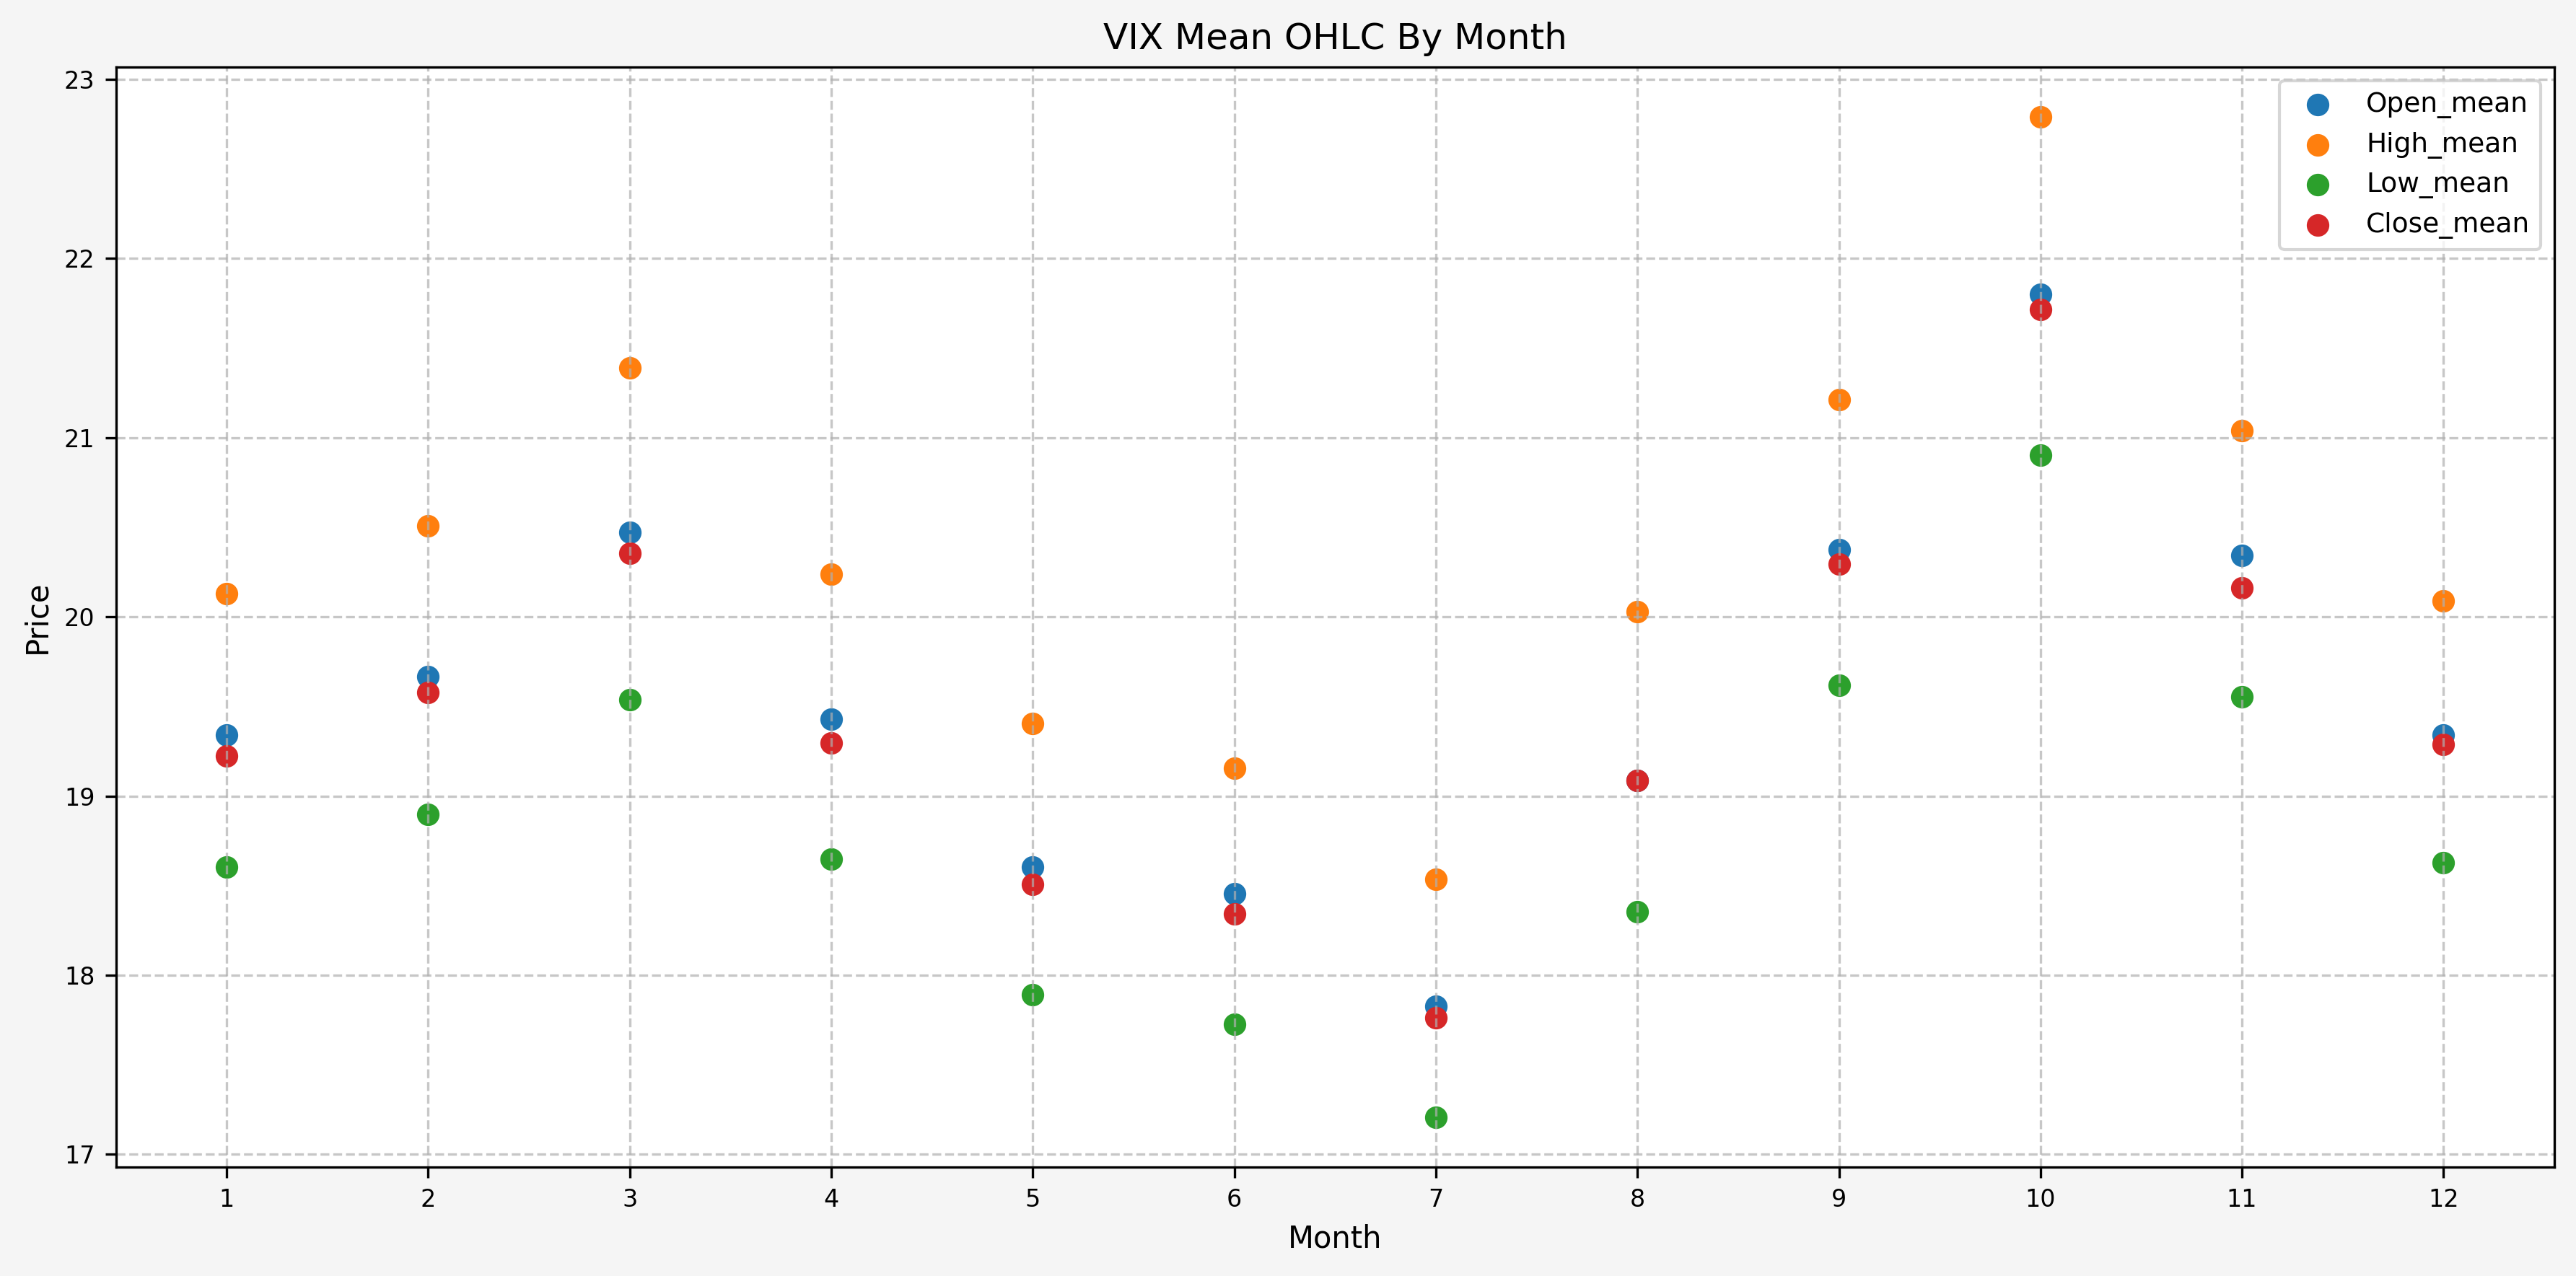 VIX Mean OHLC By Month
Open_mean
High_mean
Low_mean
Close_mean
Price
23
22
21
20
19
18
17
1 2 3 4 5 6 7 8 9 10 11 12
Month